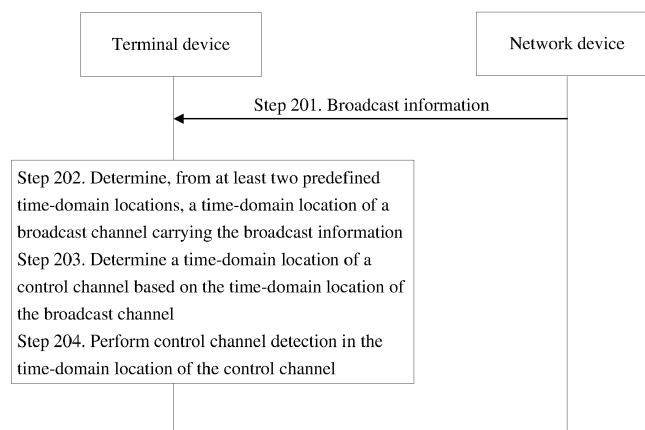 Terminal device
Network device
Step 201. Broadcast information
Step 202. Determine, from at least two predefined
time-domain locations, a time-domain location of a
broadcast channel carrying the broadcast information
Step 203. Determine a time-domain location of a
control channel based on the time-domain location of
the broadcast channel
Step 204. Perform control channel detection in the
time-domain location of the control channel